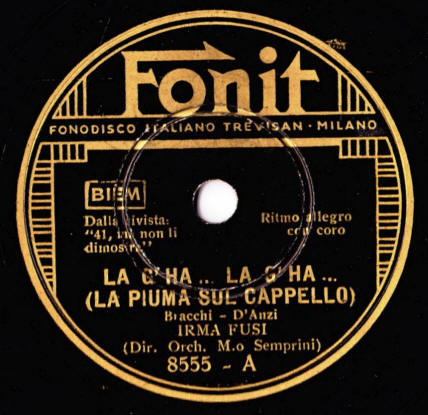 Fonit
FONODISCO ITALIANO TREVISAN · MILANO
BIEM
Dalla rivista:
"41, ma non li
dimostra"
Ritmo allegro
con coro
LA G'HA... LA G'HA...
(LA PIUMA SUL CAPPELLO)
Bracchi - D'Anzi
IRMA FUSI
(Dir. Orch. M.o Semprini)
8555 - A